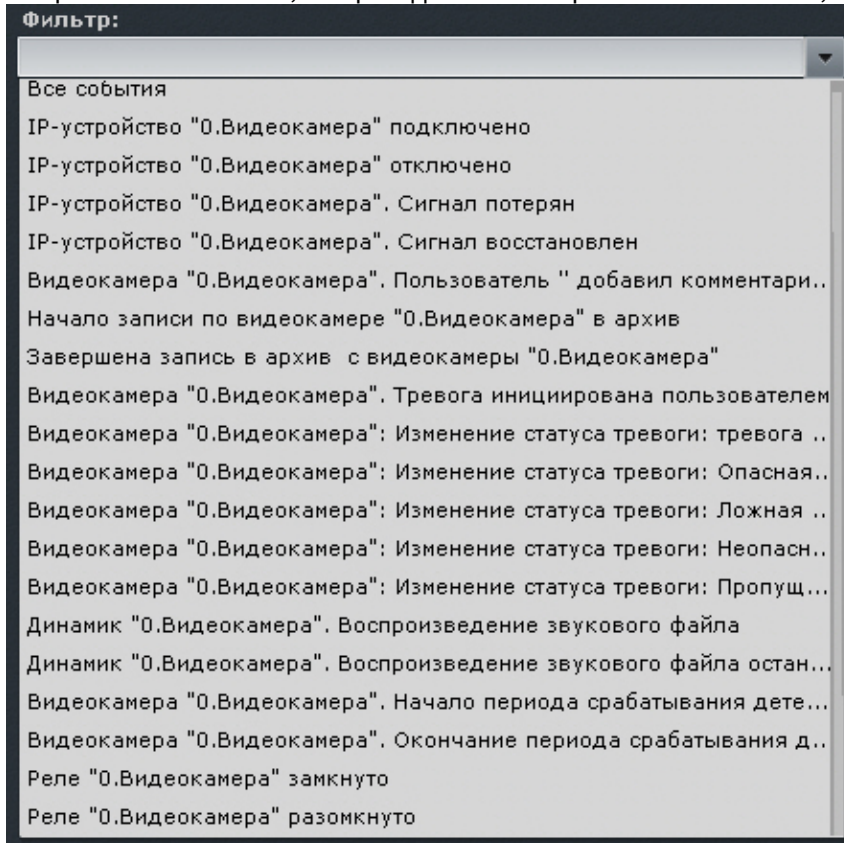 Фильтр:
Все события
IP-устройство "0.Видеокамера" подключено
IP-устройство "0.Видеокамера" отключено
IP-устройство "0.Видеокамера". Сигнал потерян
IP-устройство "0.Видеокамера". Сигнал восстановлен
Видеокамера "0.Видеокамера". Пользователь '' добавил комментари..
Начало записи по видеокамере "0.Видеокамера" в архив
Завершена запись в архив  с видеокамеры "0.Видеокамера"
Видеокамера "0.Видеокамера". Тревога инициирована пользователем
Видеокамера "0.Видеокамера": Изменение статуса тревоги: тревога ..
Видеокамера "0.Видеокамера": Изменение статуса тревоги: Опасная..
Видеокамера "0.Видеокамера": Изменение статуса тревоги: Ложная ..
Видеокамера "0.Видеокамера": Изменение статуса тревоги: Неопасн..
Видеокамера "0.Видеокамера": Изменение статуса тревоги: Пропущ...
Динамик "0.Видеокамера". Воспроизведение звукового файла
Динамик "0.Видеокамера". Воспроизведение звукового файла остан...
Видеокамера "0.Видеокамера". Начало периода срабатывания дете...
Видеокамера "0.Видеокамера". Окончание периода срабатывания д..
Реле "0.Видеокамера" замкнуто
Реле "0.Видеокамера" разомкнуто